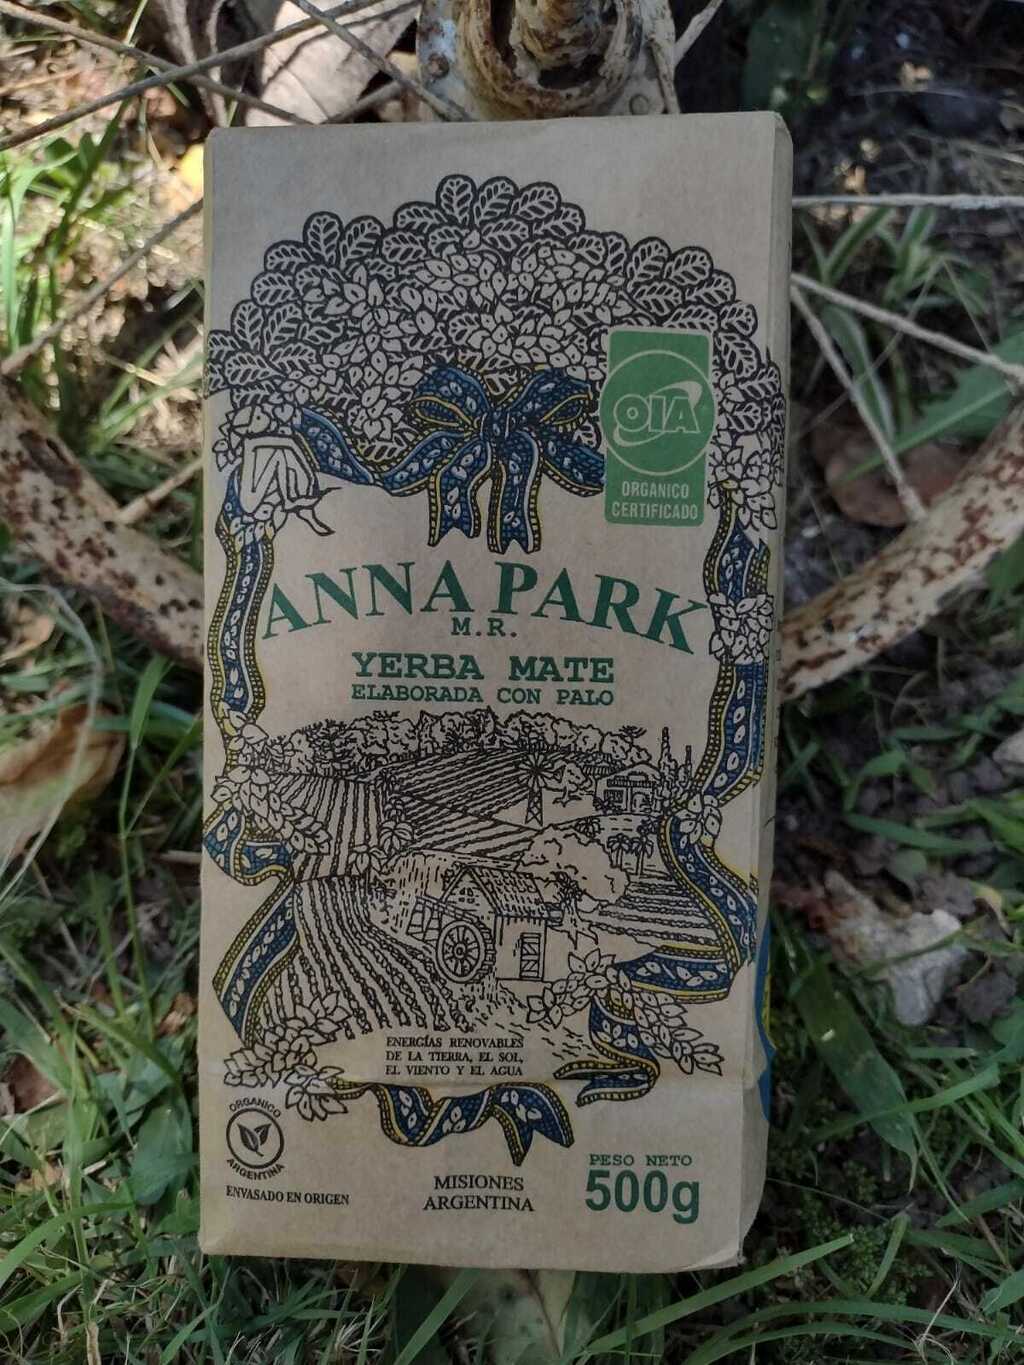 OIA
ORGANICO
CERTIFICADO
ANNA PARK
M.R.
YERBA MATE
ELABORADA CON PALO
ENERGÍAS RENOVABLES
DE LA TIERRA, EL SOL,
EL VIENTO Y EL AGUA
ORGANICO
ARGENTINA
ENVASADO EN ORIGEN
MISIONES
ARGENTINA
PESO NETO
500g